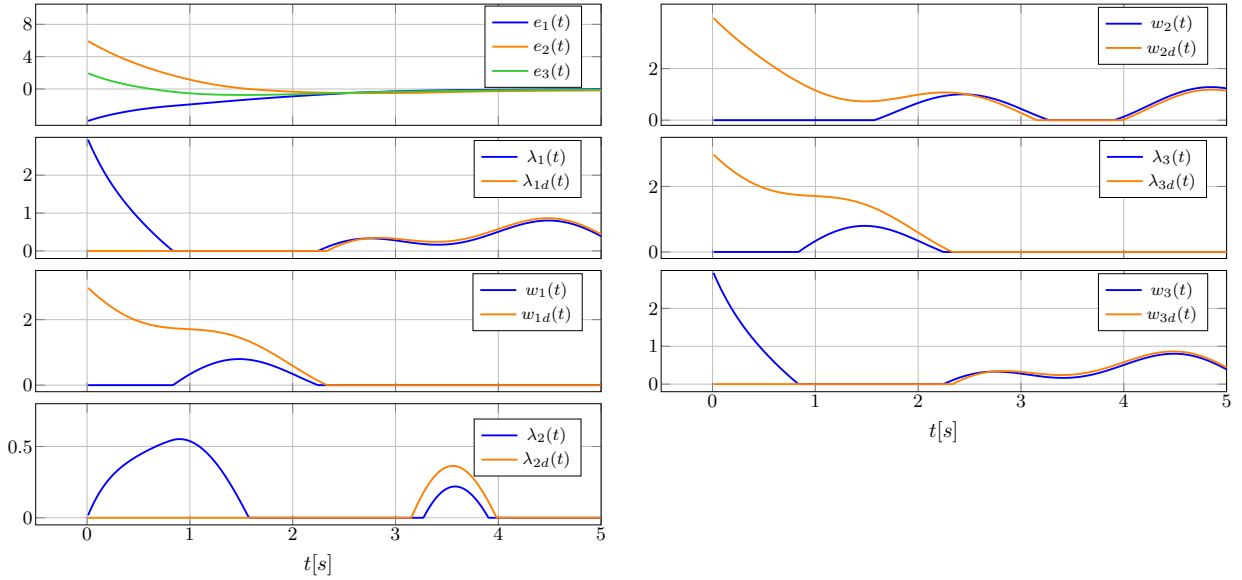 8
4
0
e₁(t)
e₂(t)
e₃(t)
2
1
0
λ₁(t)
λ₁d(t)
2
0
w₁(t)
w₁d(t)
0.5
0
λ₂(t)
λ₂d(t)
0 1 2 3 4 5
t[s]
2
0
w₂(t)
w₂d(t)
2
0
λ₃(t)
λ₃d(t)
2
1
0
w₃(t)
w₃d(t)
0 1 2 3 4 5
t[s]